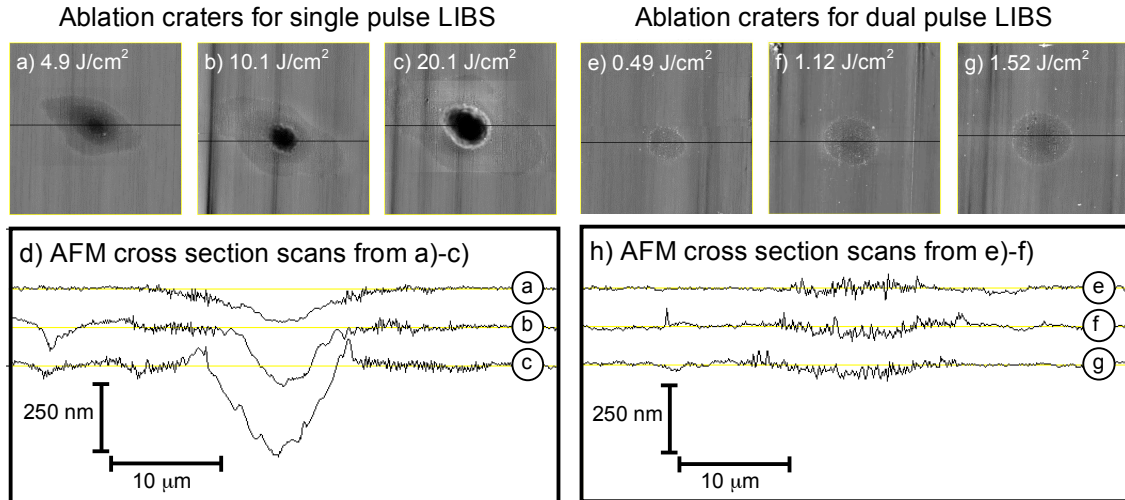 Ablation craters for single pulse LIBS
a) 4.9 J/cm²
b) 10.1 J/cm²
c) 20.1 J/cm²
d) AFM cross section scans from a)-c)
a
b
c
250 nm
10 μm
Ablation craters for dual pulse LIBS
e) 0.49 J/cm²
f) 1.12 J/cm²
g) 1.52 J/cm²
h) AFM cross section scans from e)-f)
e
f
g
250 nm
10 μm